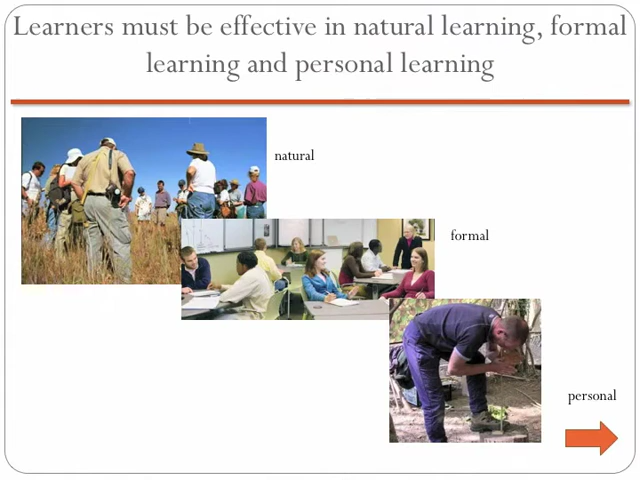 Learners must be effective in natural learning, formal
learning and personal learning
natural
formal
personal